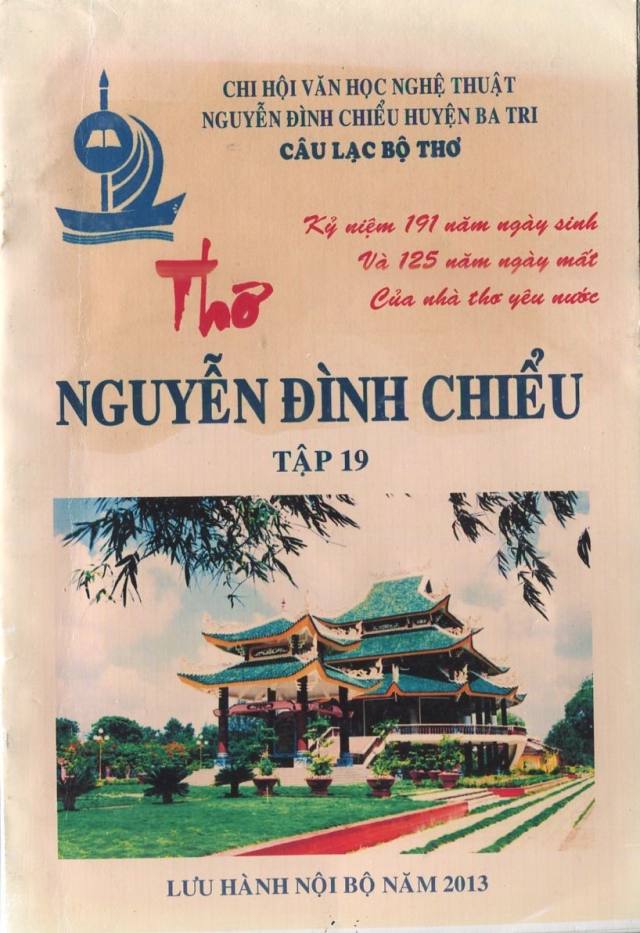 CHI HỘI VĂN HỌC NGHỆ THUẬT
NGUYỄN ĐÌNH CHIỂU HUYỆN BA TRI
CÂU LẠC BỘ THƠ
Kỷ niệm 191 năm ngày sinh
Và 125 năm ngày mất
Của nhà thơ yêu nước
Thơ
NGUYỄN ĐÌNH CHIỂU
TẬP 19
LƯU HÀNH NỘI BỘ NĂM 2013